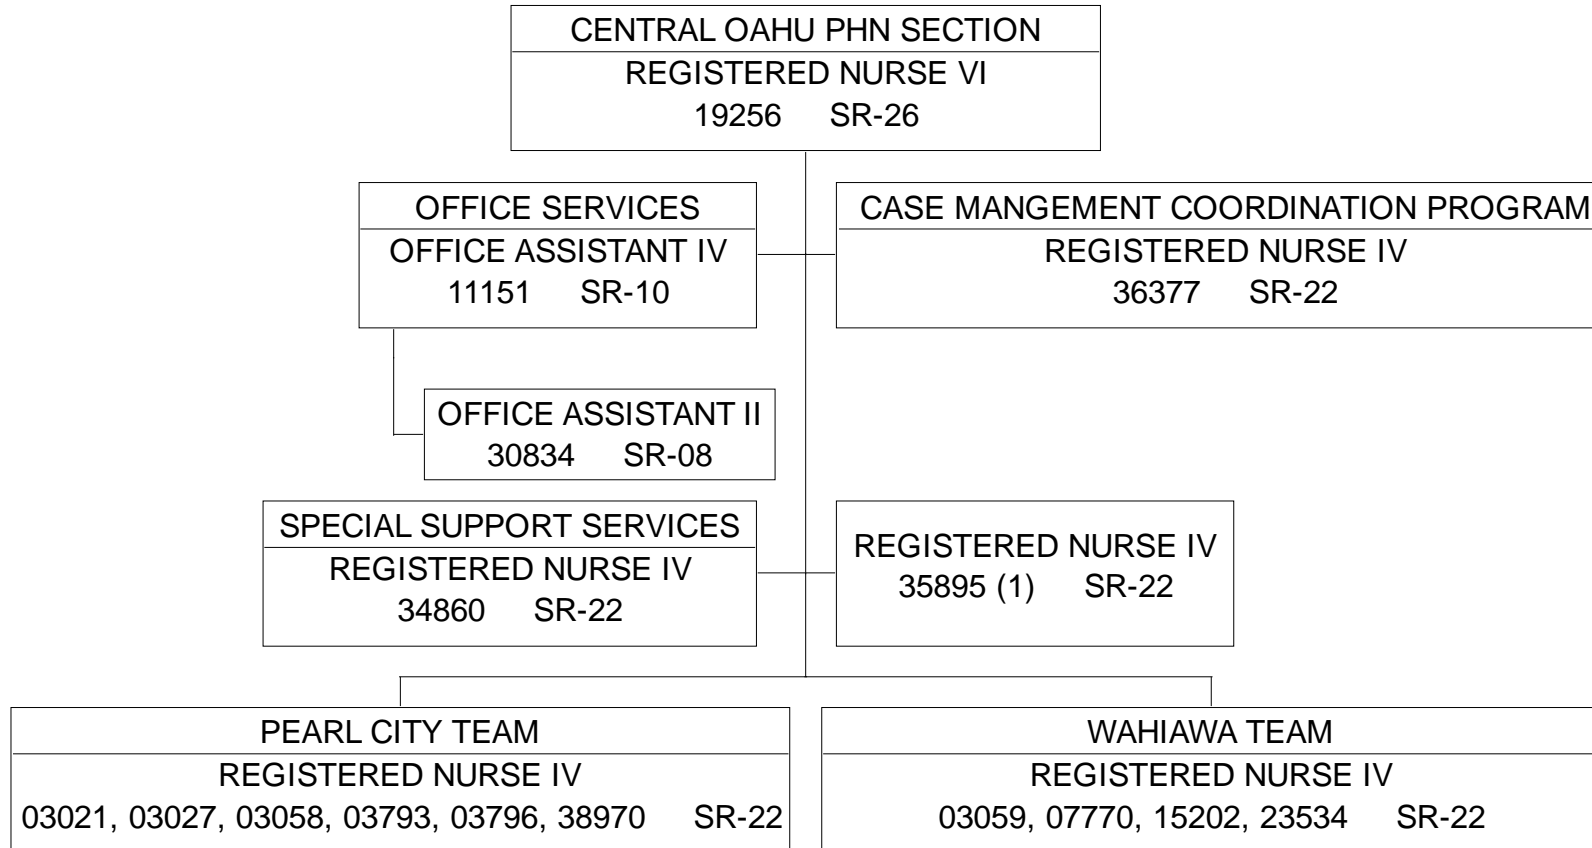 CENTRAL OAHU PHN SECTION
REGISTERED NURSE VI
19256 SR-26
OFFICE SERVICES
OFFICE ASSISTANT IV
11151 SR-10
CASE MANGEMENT COORDINATION PROGRAM
REGISTERED NURSE IV
36377 SR-22
OFFICE ASSISTANT II
30834 SR-08
SPECIAL SUPPORT SERVICES
REGISTERED NURSE IV
34860 SR-22
REGISTERED NURSE IV
35895 (1) SR-22
PEARL CITY TEAM
REGISTERED NURSE IV
03021, 03027, 03058, 03793, 03796, 38970 SR-22
WAHIAWA TEAM
REGISTERED NURSE IV
03059, 07770, 15202, 23534 SR-22